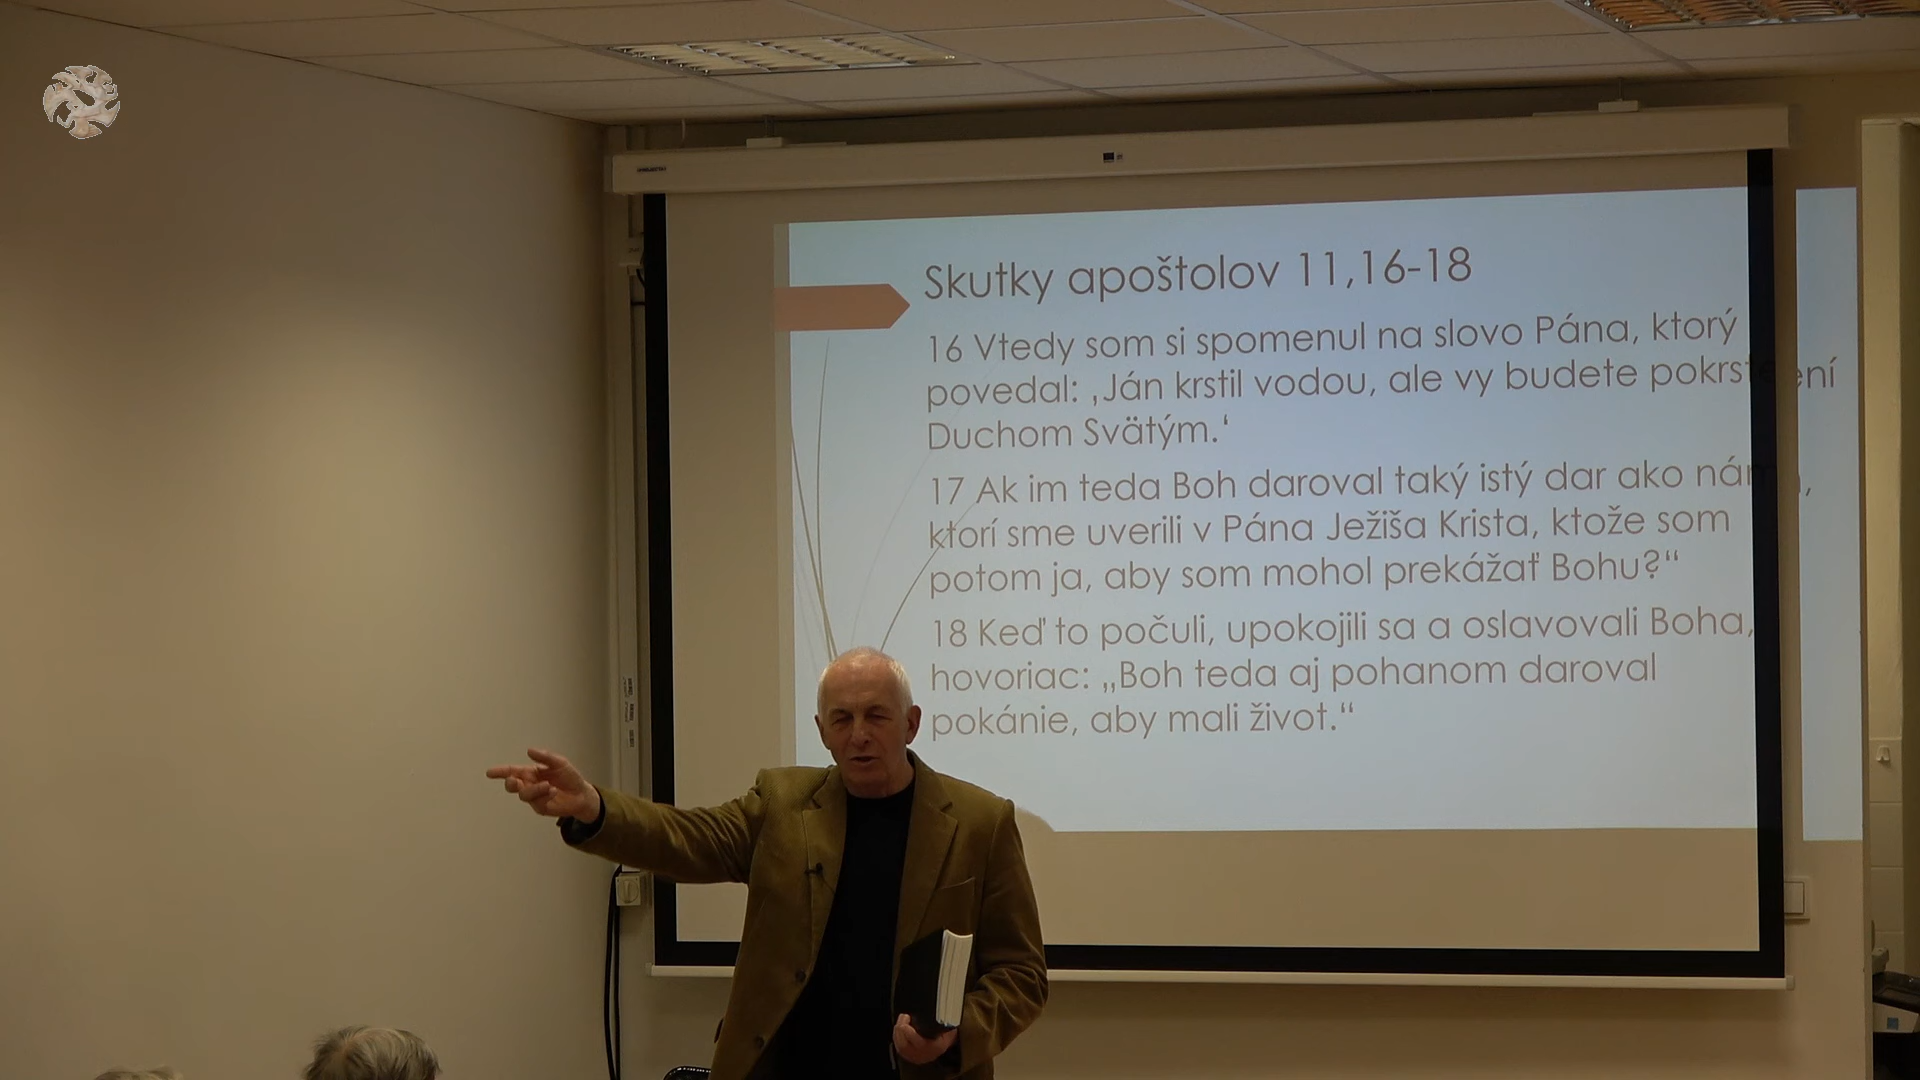 Skutky apoštolov 11,16-18
16 Vtedy som si spomenul na slovo Pána, ktorý
povedal: ‚Ján krstil vodou, ale vy budete
Duchom Svätým.‘
17 Ak im teda Boh daroval taký istý dar ako
ktorí sme uverili v Pána Ježiša Krista, ktože som
potom ja, aby som mohol prekážať Bohu?“
18 Keď to počuli, upokojili sa a oslavovali Boha,
hovoriac: „Boh teda aj pohanom daroval
pokánie, aby mali život.“